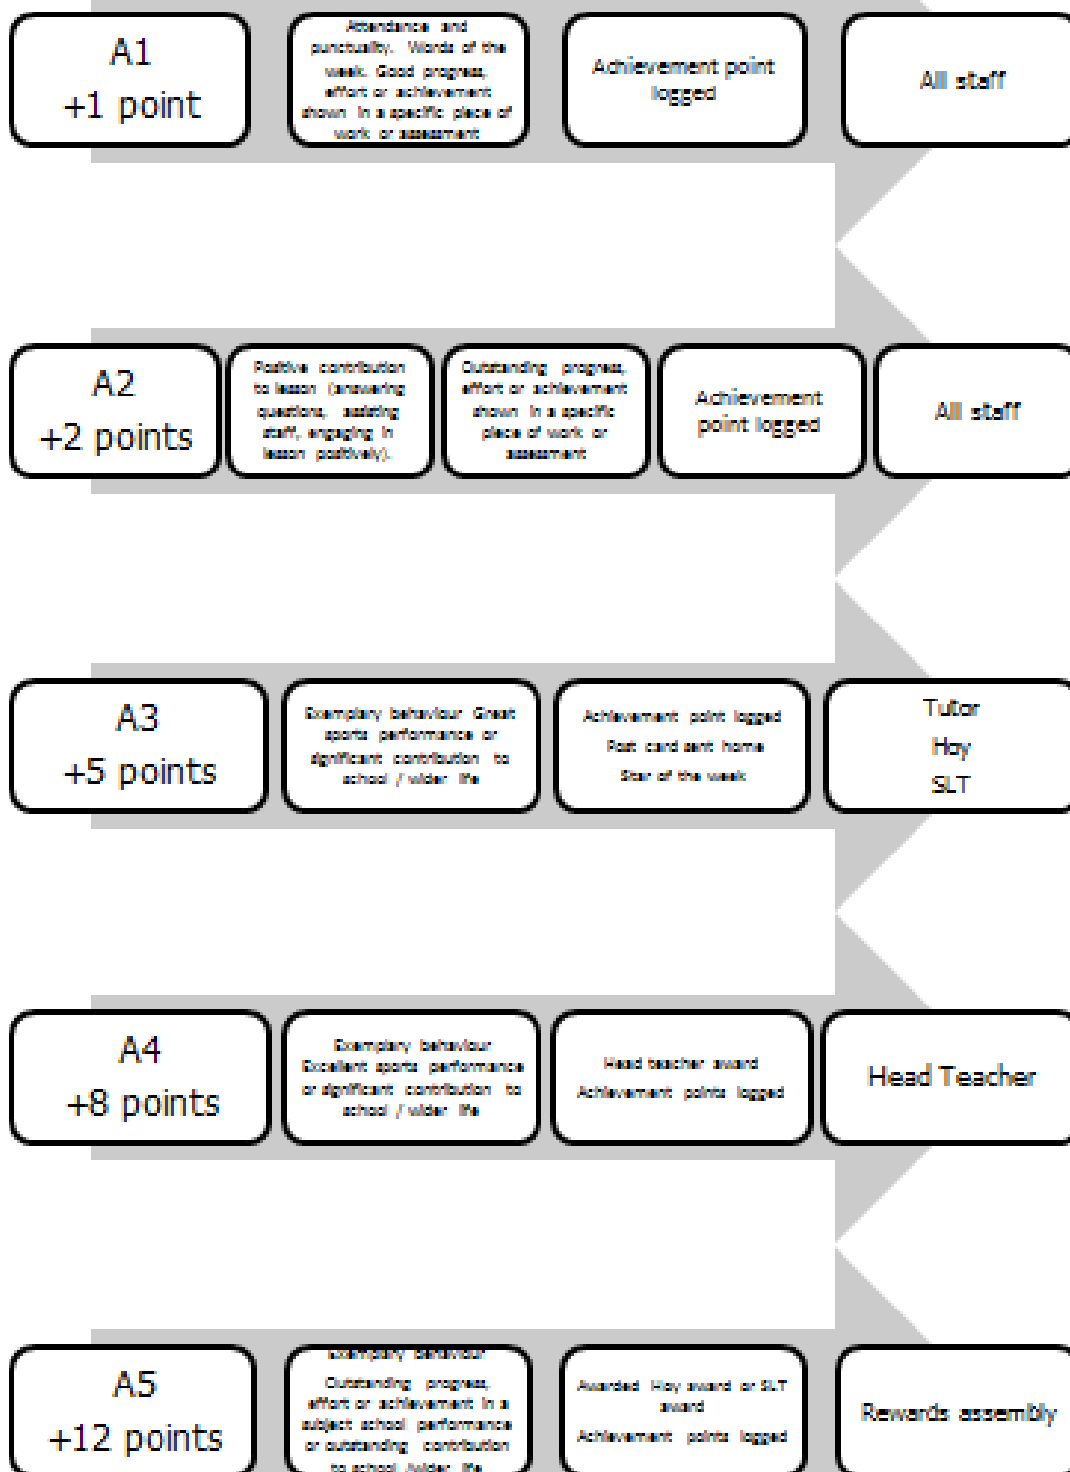 A1
+1 point
Attendance and
punctuality. Words of the
week. Good progress,
effort or achievement
shown in a specific piece of
work or assessment
Achievement point
logged
All staff
A2
+2 points
Positive contribution
to lesson (answering
questions, assisting
staff, engaging in
lesson positively).
Outstanding progress,
effort or achievement
shown in a specific
piece of work or
assessment
Achievement
point logged
All staff
A3
+5 points
Exemplary behaviour Great
sports performance or
significant contribution to
school / wider life
Achievement point logged
Post card sent home
Star of the week
Tutor
Hoy
SLT
A4
+8 points
Exemplary behaviour
Excellent sports performance
or significant contribution to
school / wider life
Head teacher award
Achievement points logged
Head Teacher
A5
+12 points
Exemplary behaviour
Outstanding progress,
effort or achievement in a
subject school performance
or outstanding contribution
to school /wider life
Awarded Hoy award or SLT
award
Achievement points logged
Rewards assembly